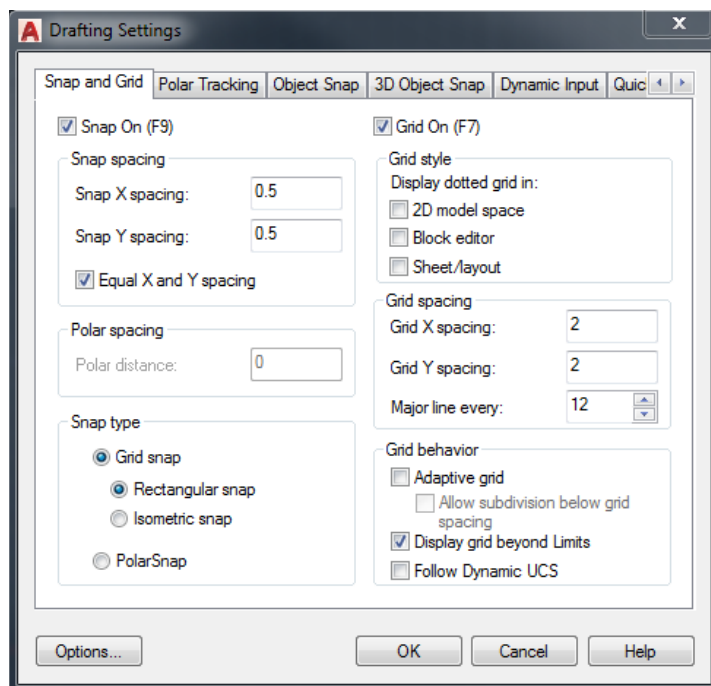 A Drafting Settings x
Snap and Grid Polar Tracking Object Snap 3D Object Snap Dynamic Input Quic
Snap On (F9)
Snap spacing
Snap X spacing: 0.5
Snap Y spacing: 0.5
Equal X and Y spacing
Polar spacing
Polar distance: 0
Snap type
Grid snap
Rectangular snap
Isometric snap
PolarSnap
Grid On (F7)
Grid style
Display dotted grid in:
2D model space
Block editor
Sheet/layout
Grid spacing
Grid X spacing: 2
Grid Y spacing: 2
Major line every: 12
Grid behavior
Adaptive grid
Allow subdivision below grid
spacing
Display grid beyond Limits
Follow Dynamic UCS
Options... OK Cancel Help